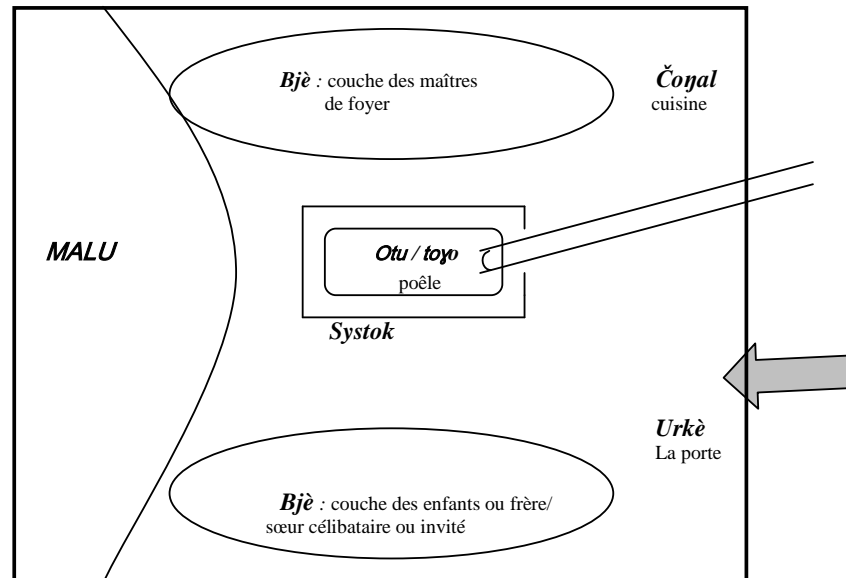 Bjè : couche des maîtres
de foyer
Čoŋal
cuisine
MALU
Otu / toɣo
poêle
Systok
Urkè
La porte
Bjè : couche des enfants ou frère/
sœur célibataire ou invité